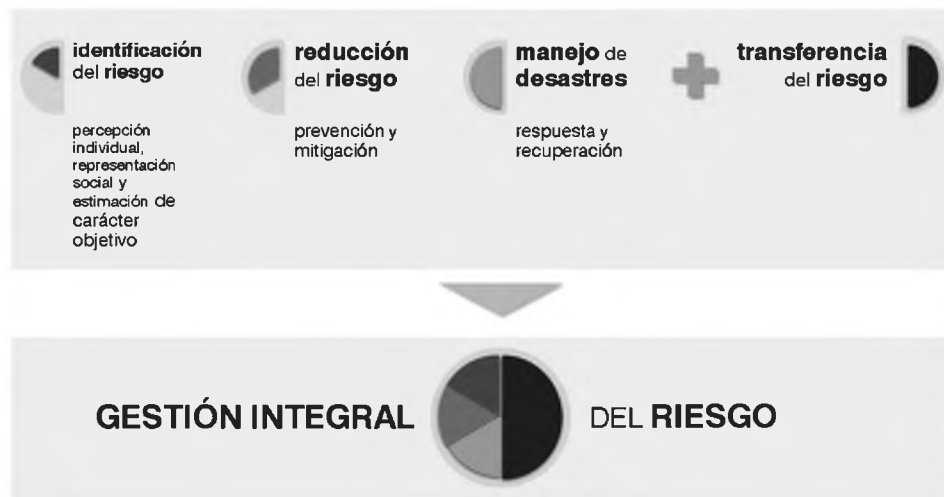 identificación
del riesgo
percepción
individual,
representación
social y
estimación de
carácter
objetivo
reducción
del riesgo
prevención y
mitigación
manejo de
desastres
respuesta y
recuperación
transferencia
del riesgo
GESTIÓN INTEGRAL DEL RIESGO